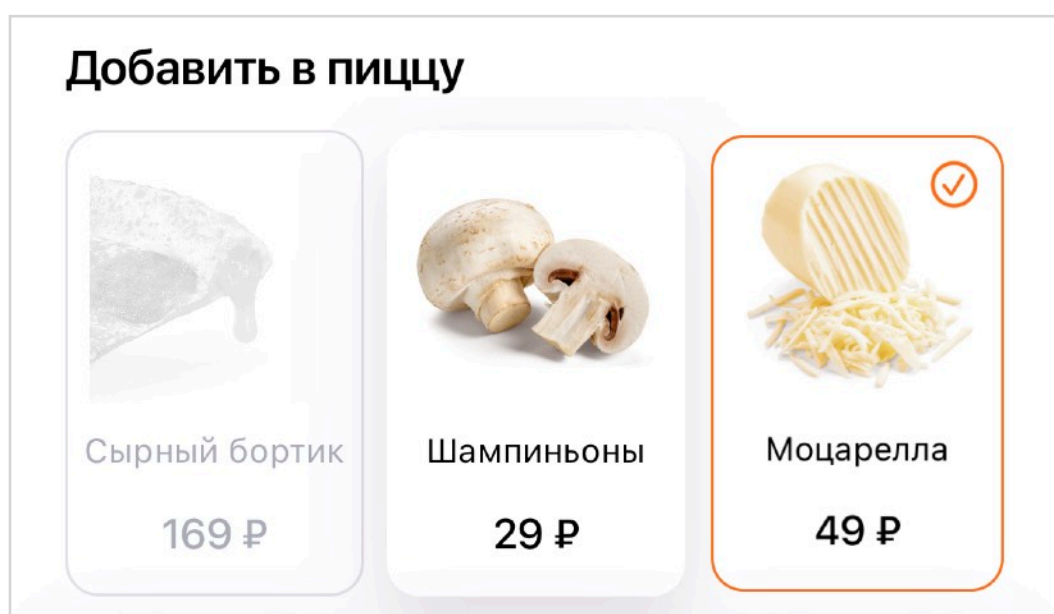 Добавить в пиццу
Сырный бортик
169 ₽
Шампиньоны
29 ₽
Моцарелла
49 ₽